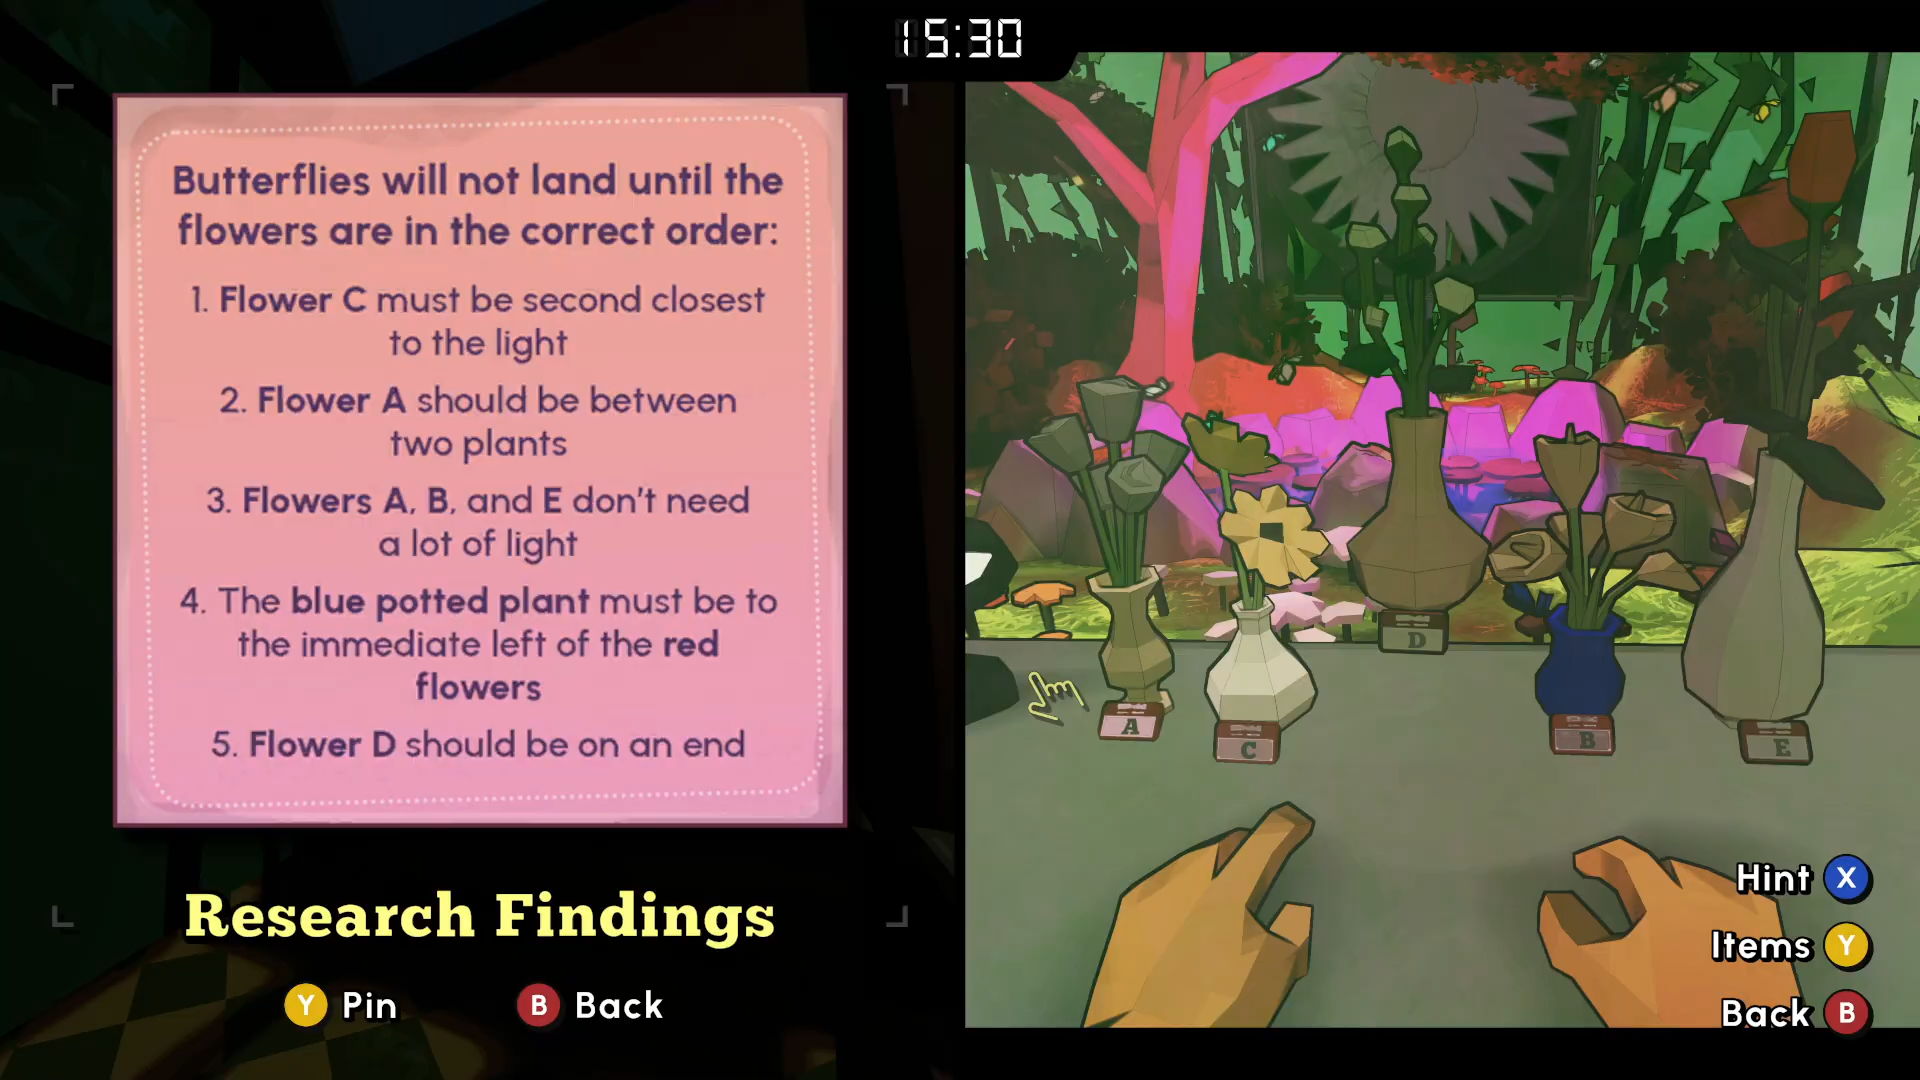 15:30
Butterflies will not land until the
flowers are in the correct order:
1. Flower C must be second closest
to the light
2. Flower A should be between
two plants
3. Flowers A, B, and E don't need
a lot of light
4. The blue potted plant must be to
the immediate left of the red
flowers
5. Flower D should be on an end
Research Findings
Y Pin
B Back
A
C
D
B
E
Hint X
Items Y
Back B